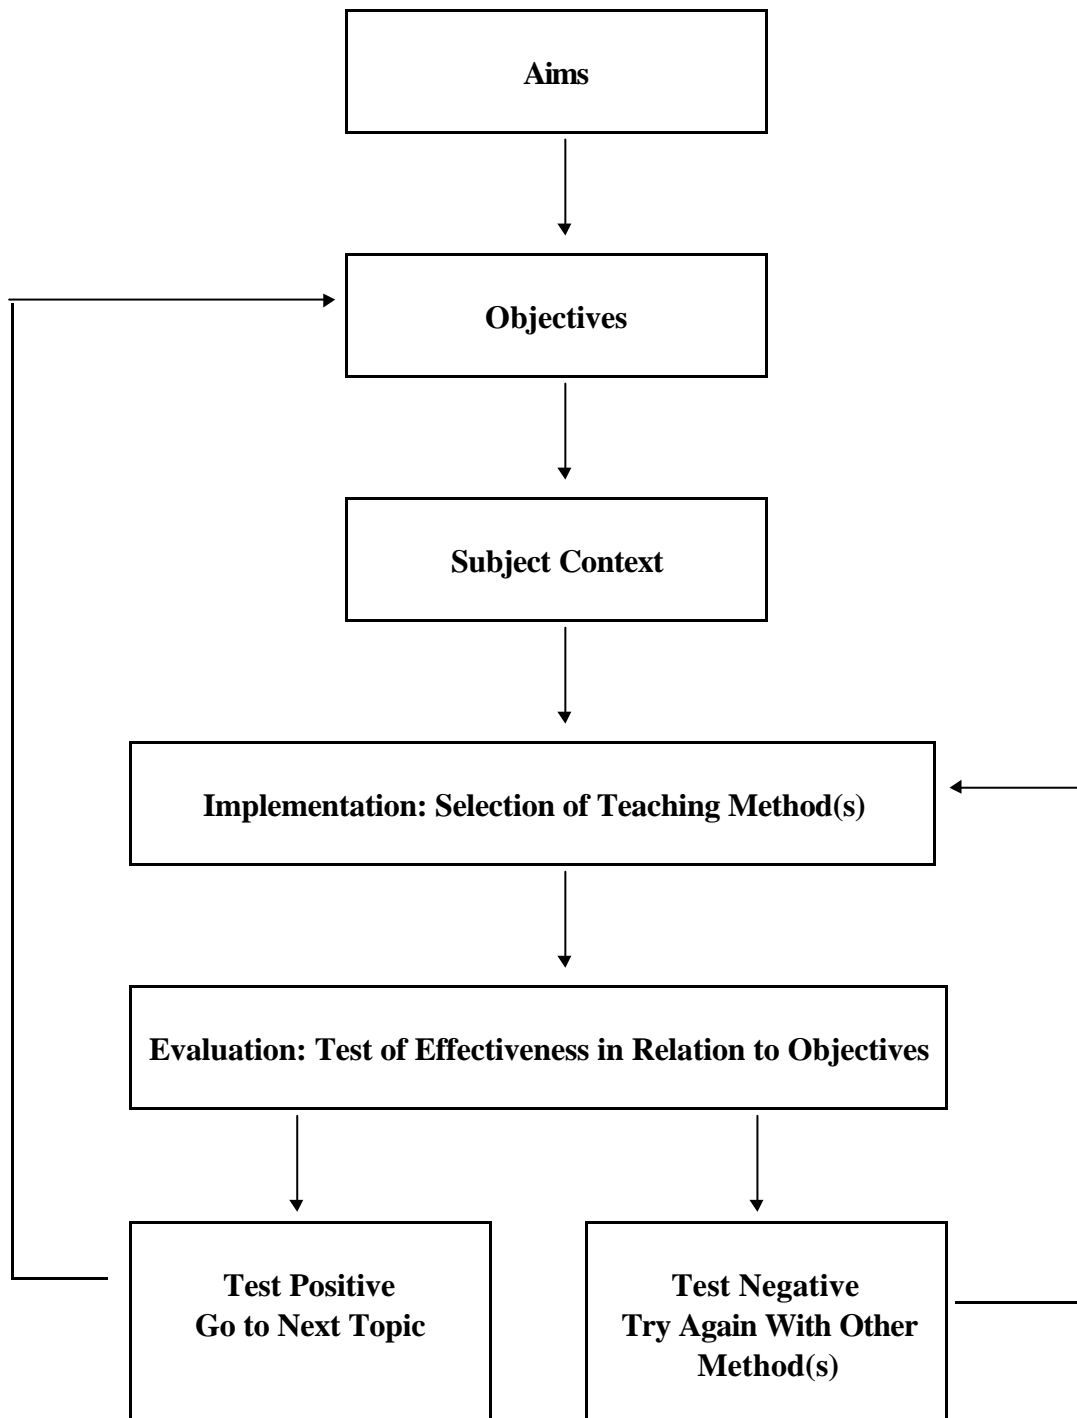 Aims
Objectives
Subject Context
Implementation: Selection of Teaching Method(s)
Evaluation: Test of Effectiveness in Relation to Objectives
Test Positive
Go to Next Topic
Test Negative
Try Again With Other
Method(s)